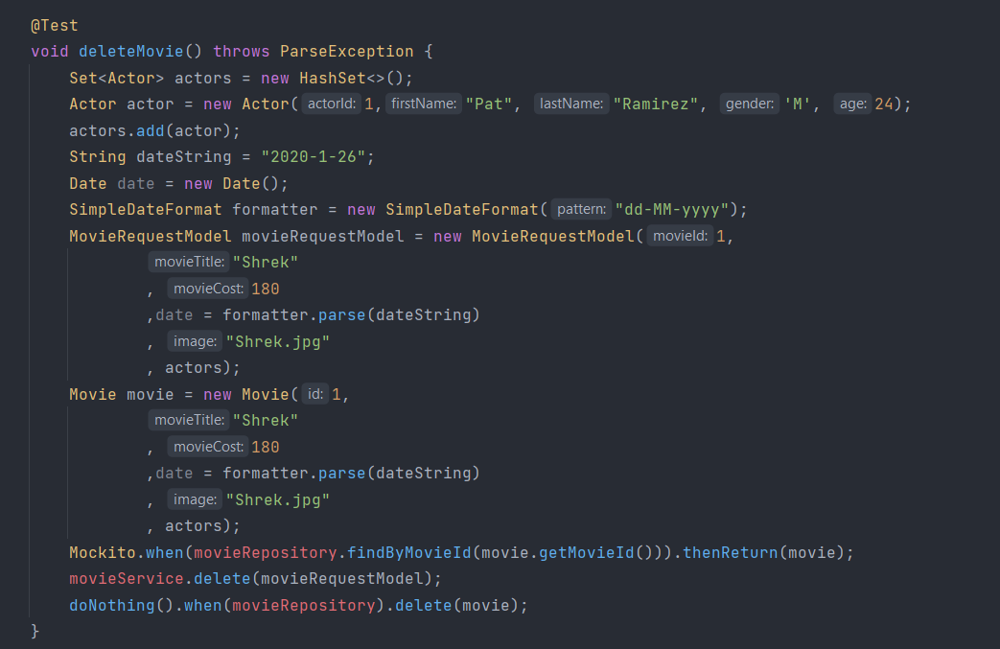 @Test
void deleteMovie() throws ParseException {
Set<Actor> actors = new HashSet<>();
Actor actor = new Actor( actorId: 1, firstName: "Pat", lastName: "Ramirez", gender: 'M', age: 24);
actors.add(actor);
String dateString = "2020-1-26";
Date date = new Date();
SimpleDateFormat formatter = new SimpleDateFormat( pattern: "dd-MM-yyyy");
MovieRequestModel movieRequestModel = new MovieRequestModel( movieId: 1,
movieTitle: "Shrek"
, movieCost: 180
,date = formatter.parse(dateString)
, image: "Shrek.jpg"
, actors);
Movie movie = new Movie( id: 1,
movieTitle: "Shrek"
, movieCost: 180
,date = formatter.parse(dateString)
, image: "Shrek.jpg"
, actors);
Mockito.when(movieRepository.findByMovieId(movie.getMovieId())).thenReturn(movie);
movieService.delete(movieRequestModel);
doNothing().when(movieRepository).delete(movie);
}